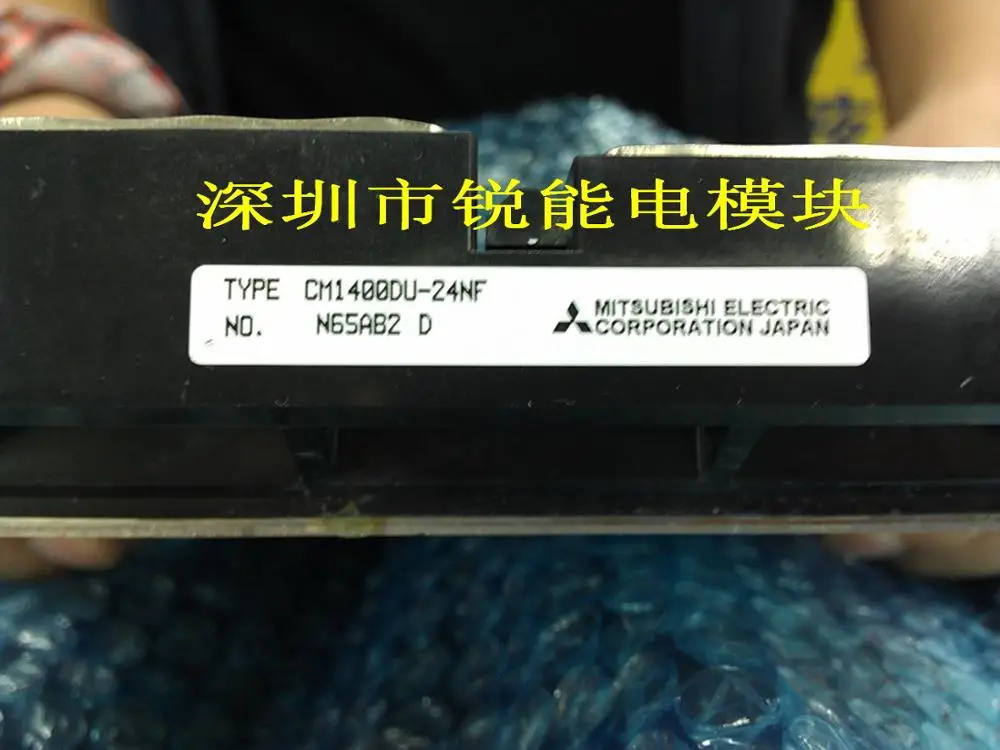 深圳市锐能电模块
TYPE CM1400DU-24NF
NO. N65AB2 D
MITSUBISHI ELECTRIC
CORPORATION JAPAN